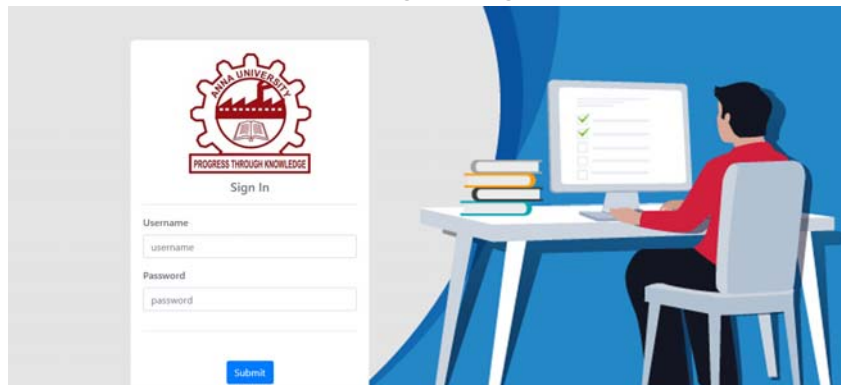 ANNA UNIVERSITY
PROGRESS THROUGH KNOWLEDGE
Sign In
Username
username
Password
password
Submit